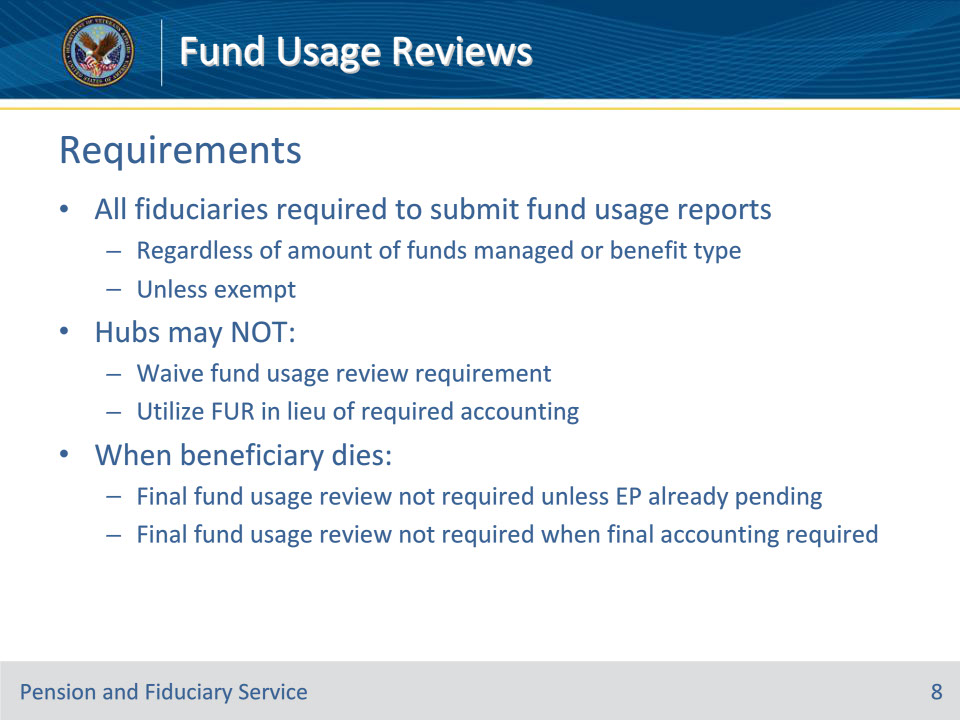 Fund Usage Reviews
Requirements
• All fiduciaries required to submit fund usage reports
– Regardless of amount of funds managed or benefit type
– Unless exempt
• Hubs may NOT:
– Waive fund usage review requirement
– Utilize FUR in lieu of required accounting
• When beneficiary dies:
– Final fund usage review not required unless EP already pending
– Final fund usage review not required when final accounting required
Pension and Fiduciary Service
8